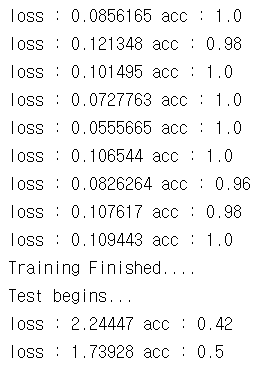 loss : 0.0856165 acc : 1.0
loss : 0.121348 acc : 0.98
loss : 0.101495 acc : 1.0
loss : 0.0727763 acc : 1.0
loss : 0.0555665 acc : 1.0
loss : 0.106544 acc : 1.0
loss : 0.0826264 acc : 0.96
loss : 0.107617 acc : 0.98
loss : 0.109443 acc : 1.0
Training Finished....
Test begins...
loss : 2.24447 acc : 0.42
loss : 1.73928 acc : 0.5